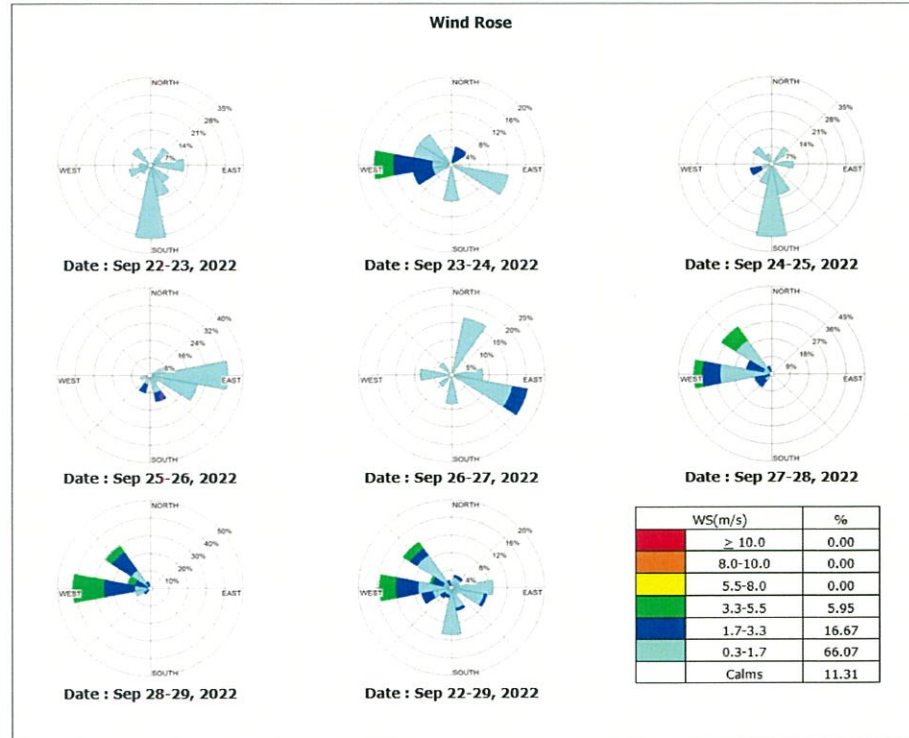 Wind Rose
NORTH
35%
28%
21%
14%
7%
WEST
EAST
SOUTH
Date : Sep 22-23, 2022
NORTH
20%
16%
12%
8%
4%
WEST
EAST
SOUTH
Date : Sep 23-24, 2022
NORTH
35%
28%
21%
14%
7%
WEST
EAST
SOUTH
Date : Sep 24-25, 2022
NORTH
40%
32%
24%
16%
8%
WEST
EAST
SOUTH
Date : Sep 25-26, 2022
NORTH
25%
20%
15%
10%
5%
WEST
EAST
SOUTH
Date : Sep 26-27, 2022
NORTH
45%
36%
27%
18%
9%
WEST
EAST
SOUTH
Date : Sep 27-28, 2022
NORTH
50%
40%
30%
20%
10%
WEST
EAST
SOUTH
Date : Sep 28-29, 2022
NORTH
20%
16%
12%
8%
4%
WEST
EAST
SOUTH
Date : Sep 22-29, 2022
WS(m/s) %
≥ 10.0 0.00
8.0-10.0 0.00
5.5-8.0 0.00
3.3-5.5 5.95
1.7-3.3 16.67
0.3-1.7 66.07
Calms 11.31